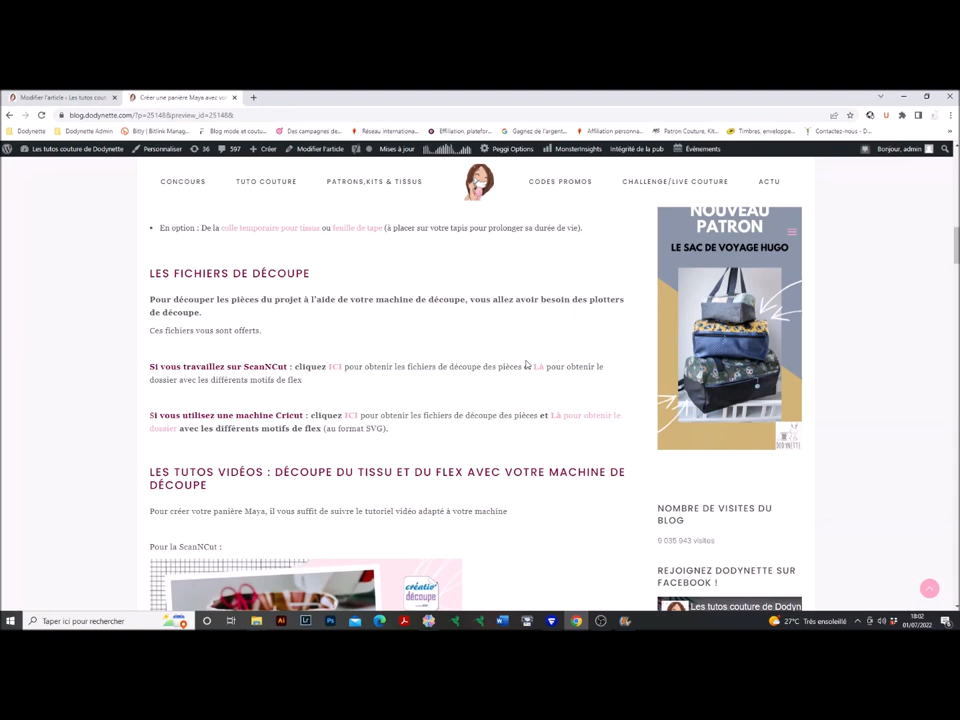 Modifier l'article ‹ Les tutos cout
Créer une panière Maya avec vo
blog.dodynette.com/?p=25148&preview_id=25148&
Dodynette
Dodynette Admin
Bitly | Bitlink Manag...
Blog mode et coutu...
Des campagnes de...
Réseau internationa...
Effiliation, platefor...
Gagnez de l'argent...
Affiliation personna...
Patron Couture, Kit...
Timbres, enveloppe...
Contactez-nous - D...
Les tutos couture de Dodynette
Personnaliser
36
597
Créer
Modifier l'article
Mises à jour
Peggi Options
MonsterInsights
Intégrité de la pub
Évènements
Bonjour, admin
CONCOURS
TUTO COUTURE
PATRONS,KITS & TISSUS
CODES PROMOS
CHALLENGE/LIVE COUTURE
ACTU
• En option : De la colle temporaire pour tissus ou feuille de tape (à placer sur votre tapis pour prolonger sa durée de vie).
LES FICHIERS DE DÉCOUPE
Pour découper les pièces du projet à l'aide de votre machine de découpe, vous allez avoir besoin des plotters
de découpe.
Ces fichiers vous sont offerts.
Si vous travaillez sur ScanNCut : cliquez ICI pour obtenir les fichiers de découpe des pièces Là pour obtenir le
dossier avec les différents motifs de flex
Si vous utilisez une machine Cricut : cliquez ICI pour obtenir les fichiers de découpe des pièces et Là pour obtenir le
dossier avec les différents motifs de flex (au format SVG).
LES TUTOS VIDÉOS : DÉCOUPE DU TISSU ET DU FLEX AVEC VOTRE MACHINE DE
DÉCOUPE
Pour créer votre panière Maya, il vous suffit de suivre le tutoriel vidéo adapté à votre machine
Pour la ScanNCut :
créativ'
découpe
NOUVEAU
PATRON
LE SAC DE VOYAGE HUGO
DODYNETTE
NOMBRE DE VISITES DU
BLOG
9 035 943 visites
REJOIGNEZ DODYNETTE SUR
FACEBOOK !
Les tutos couture de Dodyn
Taper ici pour rechercher
27°C Très ensoleillé
18:02
01/07/2022